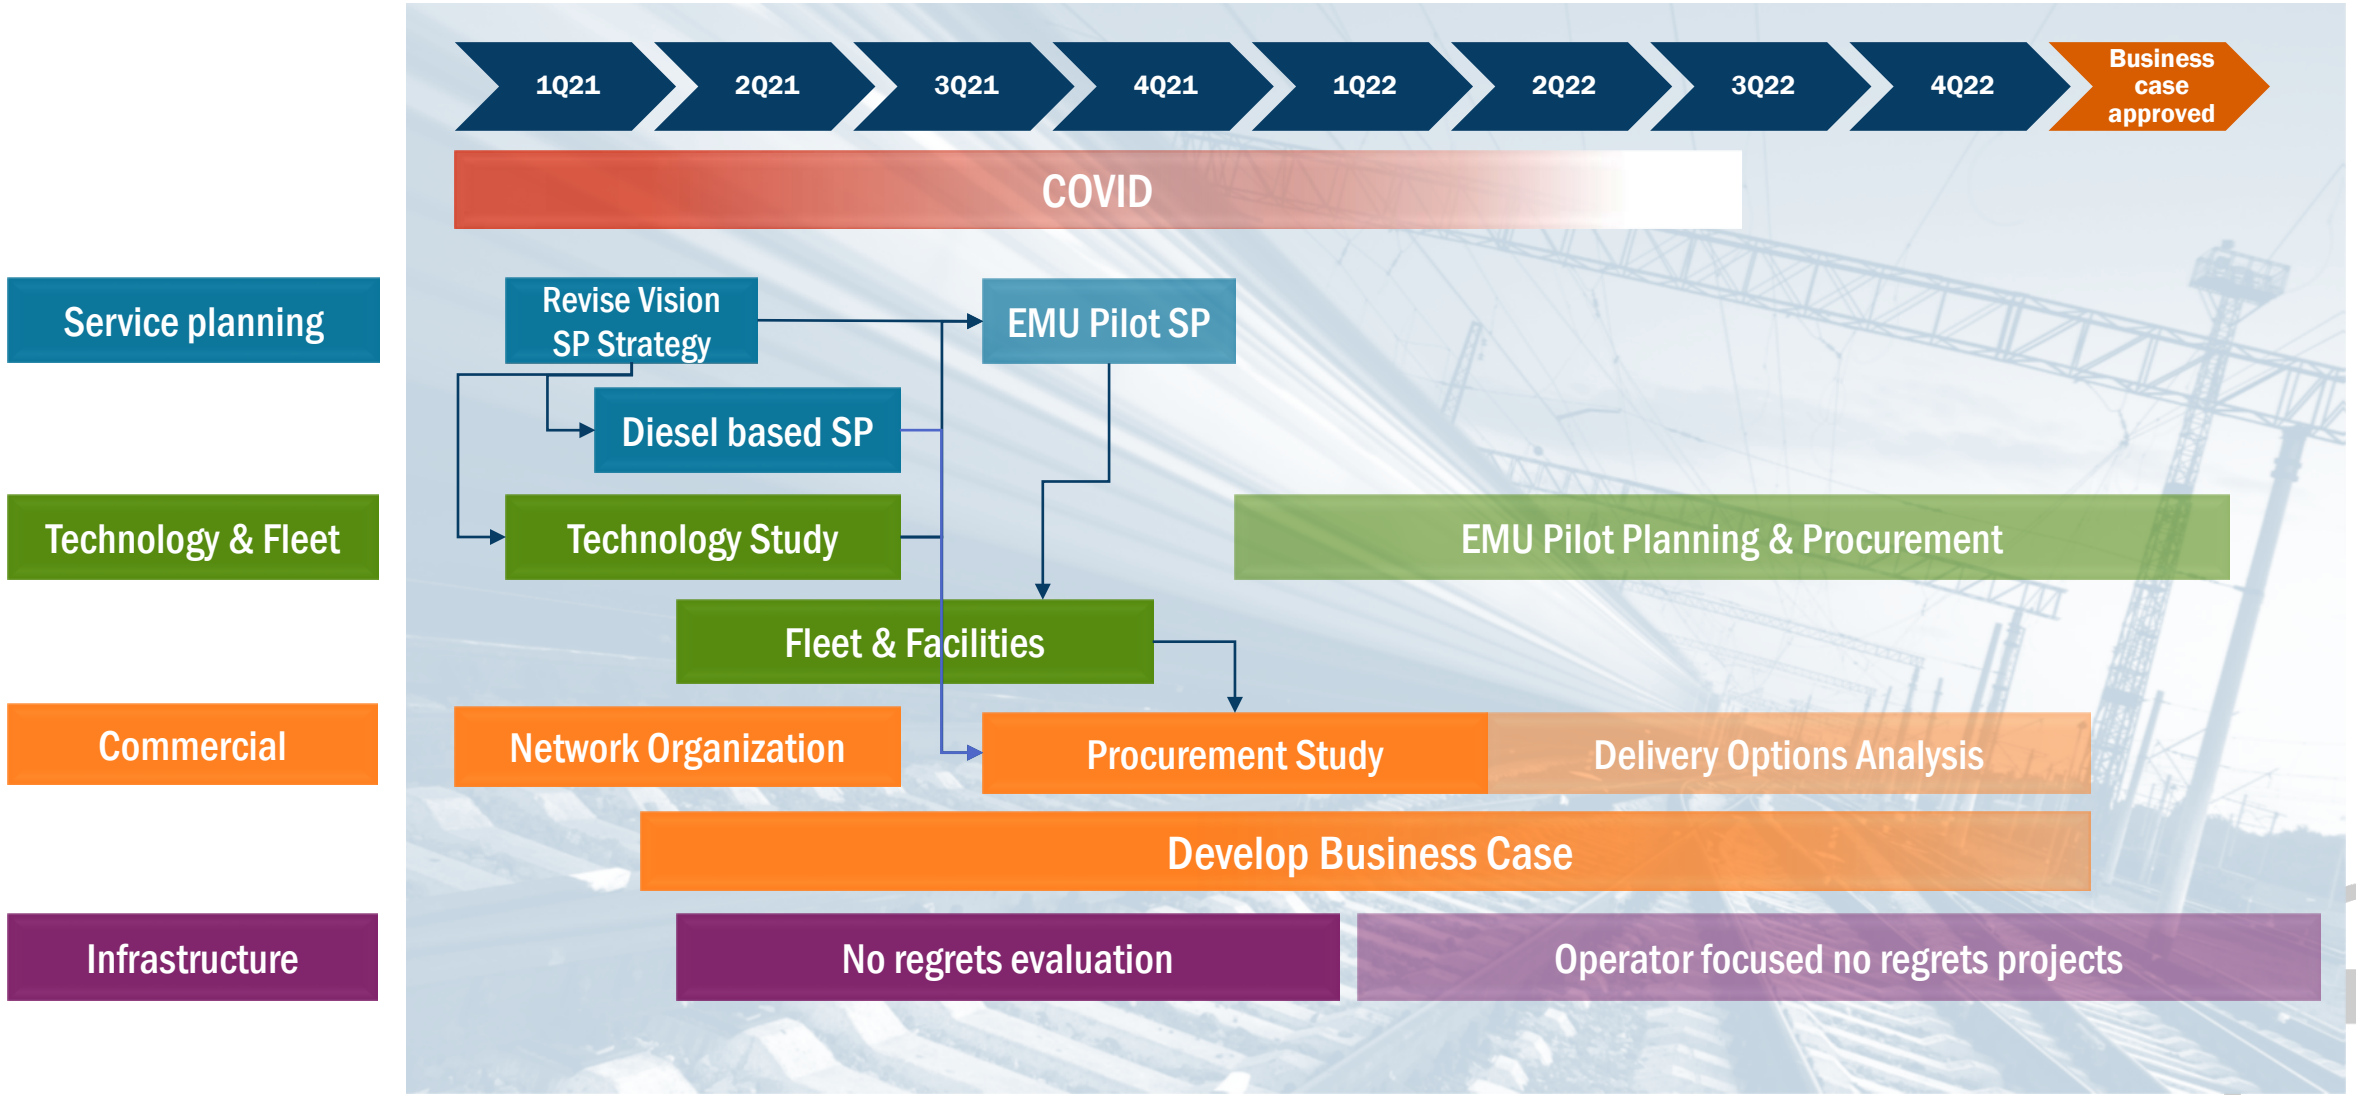 1Q21
2Q21
3Q21
4Q21
1Q22
2Q22
3Q22
4Q22
Business
case
approved
COVID
Service planning
Revise Vision
SP Strategy
EMU Pilot SP
Diesel based SP
Technology & Fleet
Technology Study
EMU Pilot Planning & Procurement
Fleet & Facilities
Commercial
Network Organization
Procurement Study
Delivery Options Analysis
Develop Business Case
Infrastructure
No regrets evaluation
Operator focused no regrets projects